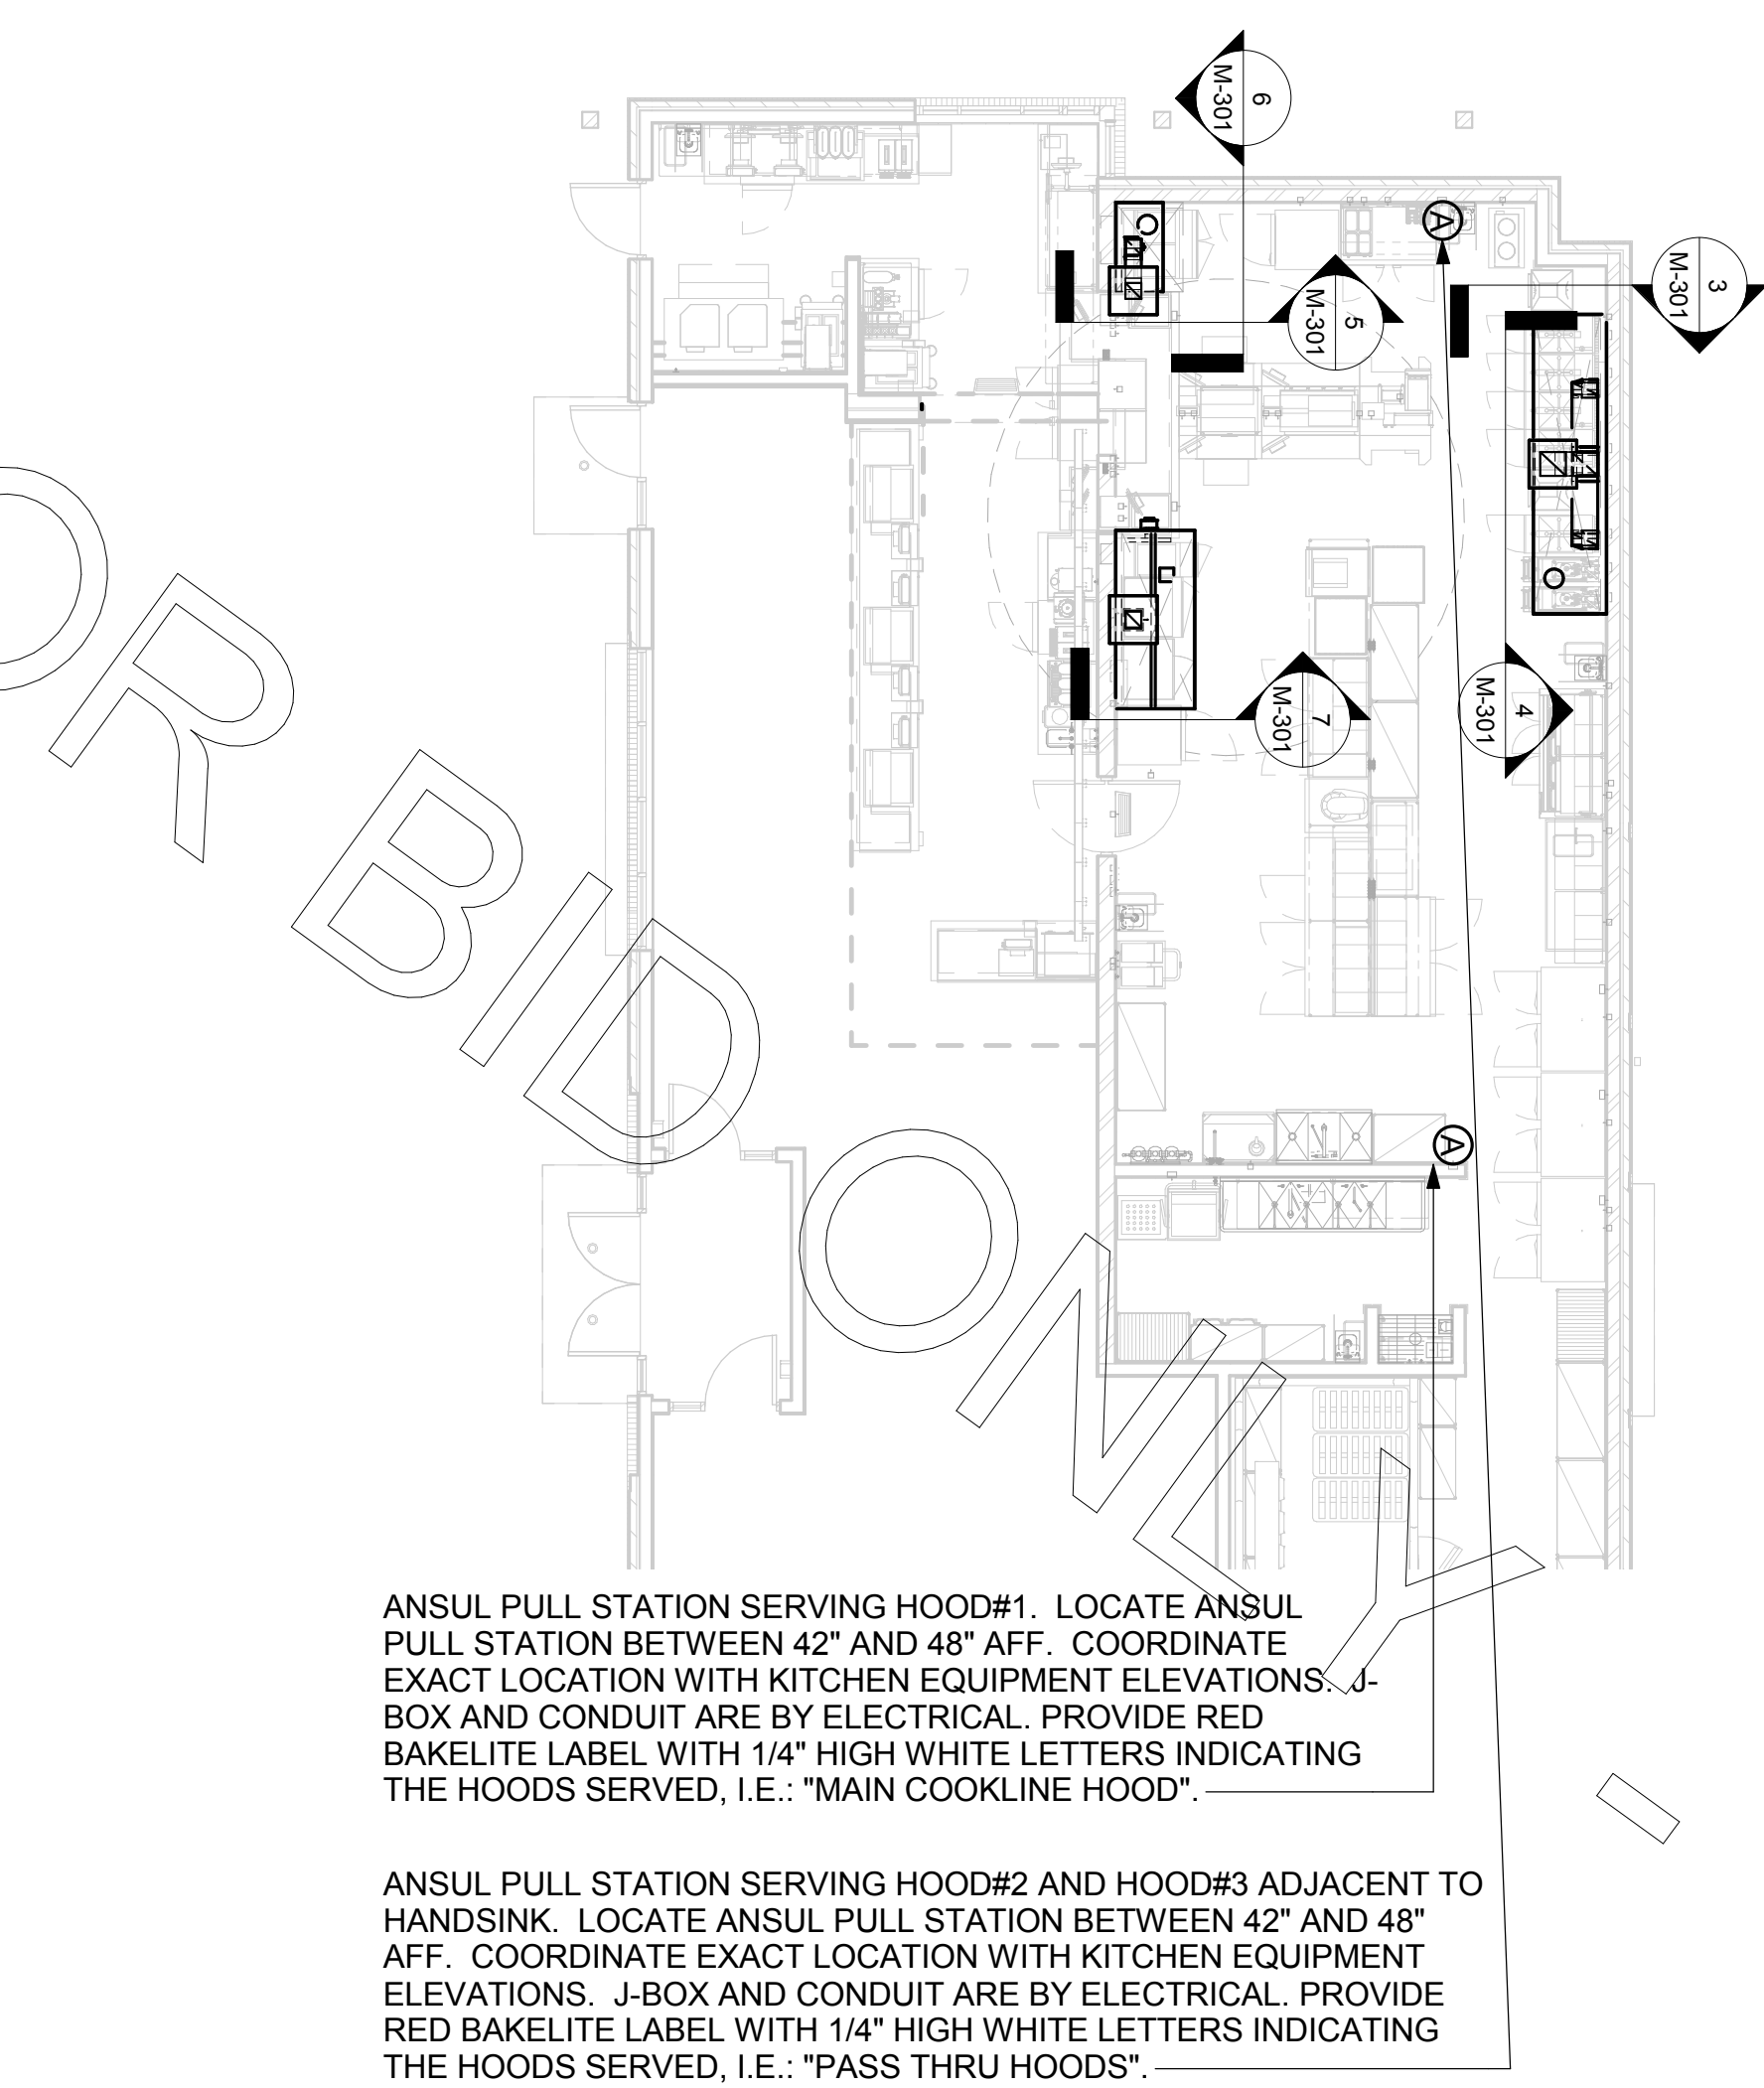 6
M-301
3
M-301
A
5
M-301
4
M-301
7
M-301
A
OR BID ONLY
ANSUL PULL STATION SERVING HOOD#1.  LOCATE ANSUL
PULL STATION BETWEEN 42" AND 48" AFF.  COORDINATE
EXACT LOCATION WITH KITCHEN EQUIPMENT ELEVATIONS.  J-
BOX AND CONDUIT ARE BY ELECTRICAL. PROVIDE RED
BAKELITE LABEL WITH 1/4" HIGH WHITE LETTERS INDICATING
THE HOODS SERVED, I.E.: "MAIN COOKLINE HOOD".
ANSUL PULL STATION SERVING HOOD#2 AND HOOD#3 ADJACENT TO
HANDSINK.  LOCATE ANSUL PULL STATION BETWEEN 42" AND 48"
AFF.  COORDINATE EXACT LOCATION WITH KITCHEN EQUIPMENT
ELEVATIONS.  J-BOX AND CONDUIT ARE BY ELECTRICAL. PROVIDE
RED BAKELITE LABEL WITH 1/4" HIGH WHITE LETTERS INDICATING
THE HOODS SERVED, I.E.: "PASS THRU HOODS".